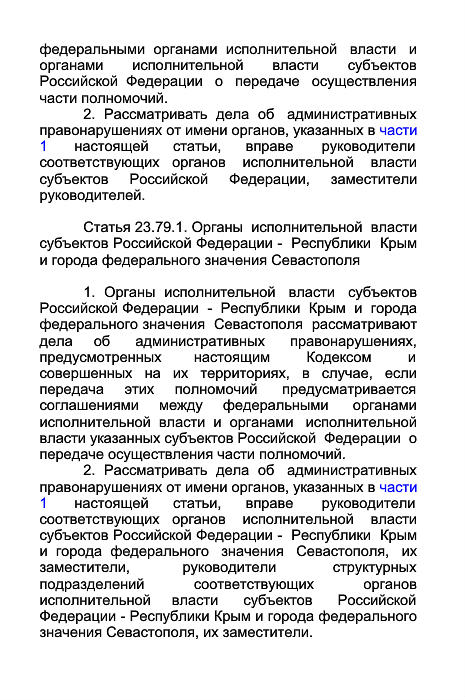 федеральными органами исполнительной власти и
органами исполнительной власти субъектов
Российской Федерации о передаче осуществления
части полномочий.
2. Рассматривать дела об административных
правонарушениях от имени органов, указанных в части
1 настоящей статьи, вправе руководители
соответствующих органов исполнительной власти
субъектов Российской Федерации, заместители
руководителей.
Статья 23.79.1. Органы исполнительной власти
субъектов Российской Федерации - Республики Крым
и города федерального значения Севастополя
1. Органы исполнительной власти субъектов
Российской Федерации - Республики Крым и города
федерального значения Севастополя рассматривают
дела об административных правонарушениях,
предусмотренных настоящим Кодексом и
совершенных на их территориях, в случае, если
передача этих полномочий предусматривается
соглашениями между федеральными органами
исполнительной власти и органами исполнительной
власти указанных субъектов Российской Федерации о
передаче осуществления части полномочий.
2. Рассматривать дела об административных
правонарушениях от имени органов, указанных в части
1 настоящей статьи, вправе руководители
соответствующих органов исполнительной власти
субъектов Российской Федерации - Республики Крым
и города федерального значения Севастополя, их
заместители, руководители структурных
подразделений соответствующих органов
исполнительной власти субъектов Российской
Федерации - Республики Крым и города федерального
значения Севастополя, их заместители.